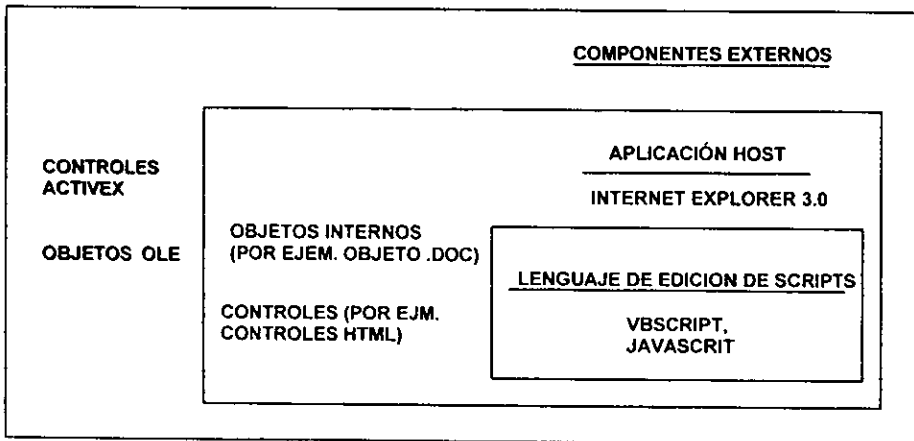 COMPONENTES EXTERNOS
CONTROLES
ACTIVEX
OBJETOS OLE
APLICACIÓN HOST
INTERNET EXPLORER 3.0
OBJETOS INTERNOS
(POR EJEM. OBJETO .DOC)
CONTROLES (POR EJM.
CONTROLES HTML)
LENGUAJE DE EDICION DE SCRIPTS
VBSCRIPT,
JAVASCRIT